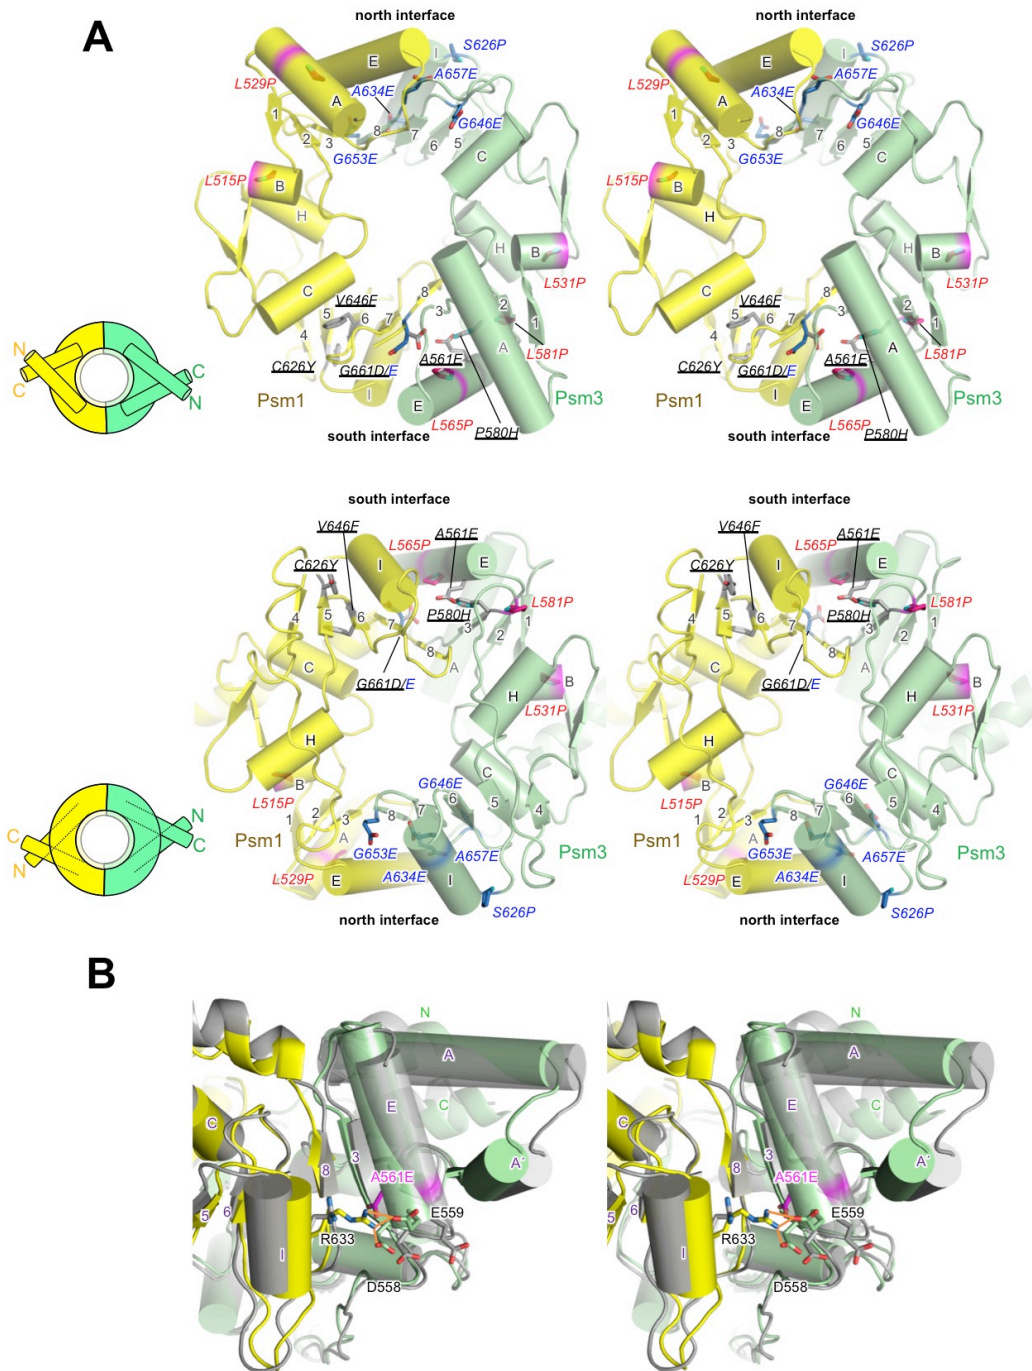 A
north interface
north interface
S626P
S626P
E
I
E
I
L529P
A657E
L529P
A657E
A634E
A634E
A
A
1
8
7
G646E
1
8
7
G646E
2
3
6
5
2
3
6
5
G653E
C
G653E
C
L515P
B
L515P
B
H
H
H
H
B
B
L531P
L531P
C
C
V646F
8
V646F
8
5
6
7
3
2
1
5
6
7
3
2
1
4
A
4
A
L581P
L581P
C626Y
G661D/E
A561E
C626Y
G661D/E
A561E
N
C
C
N
Psm1
I
E
Psm3
I
E
Psm3
L565P
P580H
L565P
P580H
south interface
south interface
south interface
south interface
V646F
A561E
V646F
A561E
I
L565P
E
I
L565P
E
C626Y
C626Y
L581P
L581P
4
5
6
7
P580H
3
2
1
4
5
6
7
P580H
3
2
1
8
8
C
A
C
A
G661D/E
G661D/E
H
B
H
B
L531P
L531P
H
H
C
G646E
C
G646E
N
C
C
N
L515P
B
L515P
B
6
5
4
6
5
4
1
2
3
8
7
1
2
3
8
7
Psm1
A
Psm1
A
G653E
A657E
Psm3
G653E
A657E
Psm3
L529P
E
A634E
I
L529P
E
A634E
I
S626P
S626P
north interface
north interface
B
N
N
A
A
E
C
E
C
C
C
3
3
8
A561E
A'
8
A561E
A'
5
6
E559
5
6
E559
I
R633
I
R633
D558
D558